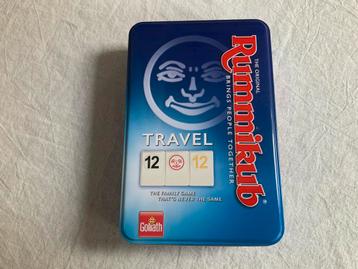 THE ORIGINAL
Rummikub®
BRINGS PEOPLE TOGETHER
TRAVEL
12 12
THE FAMILY GAME
THAT'S NEVER THE SAME
Goliath